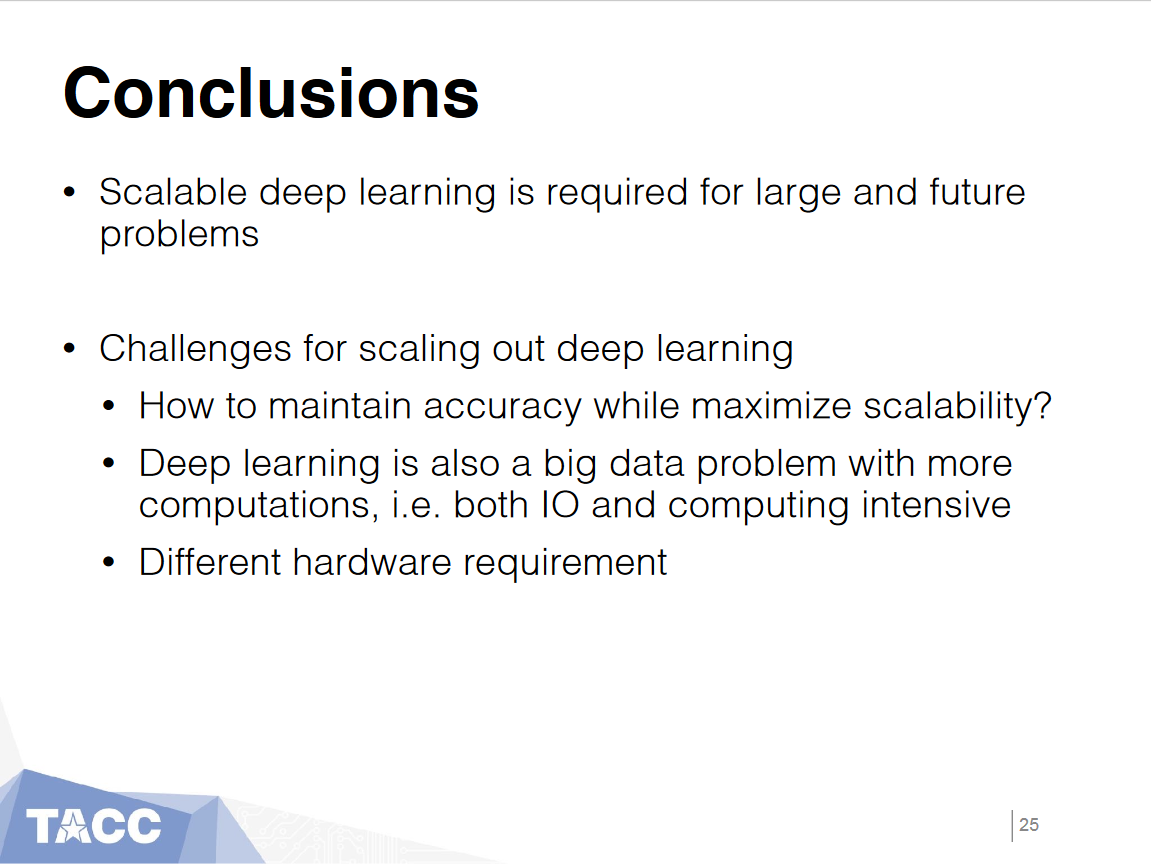 Conclusions
• Scalable deep learning is required for large and future
problems
• Challenges for scaling out deep learning
• How to maintain accuracy while maximize scalability?
• Deep learning is also a big data problem with more
computations, i.e. both IO and computing intensive
• Different hardware requirement
TACC
25